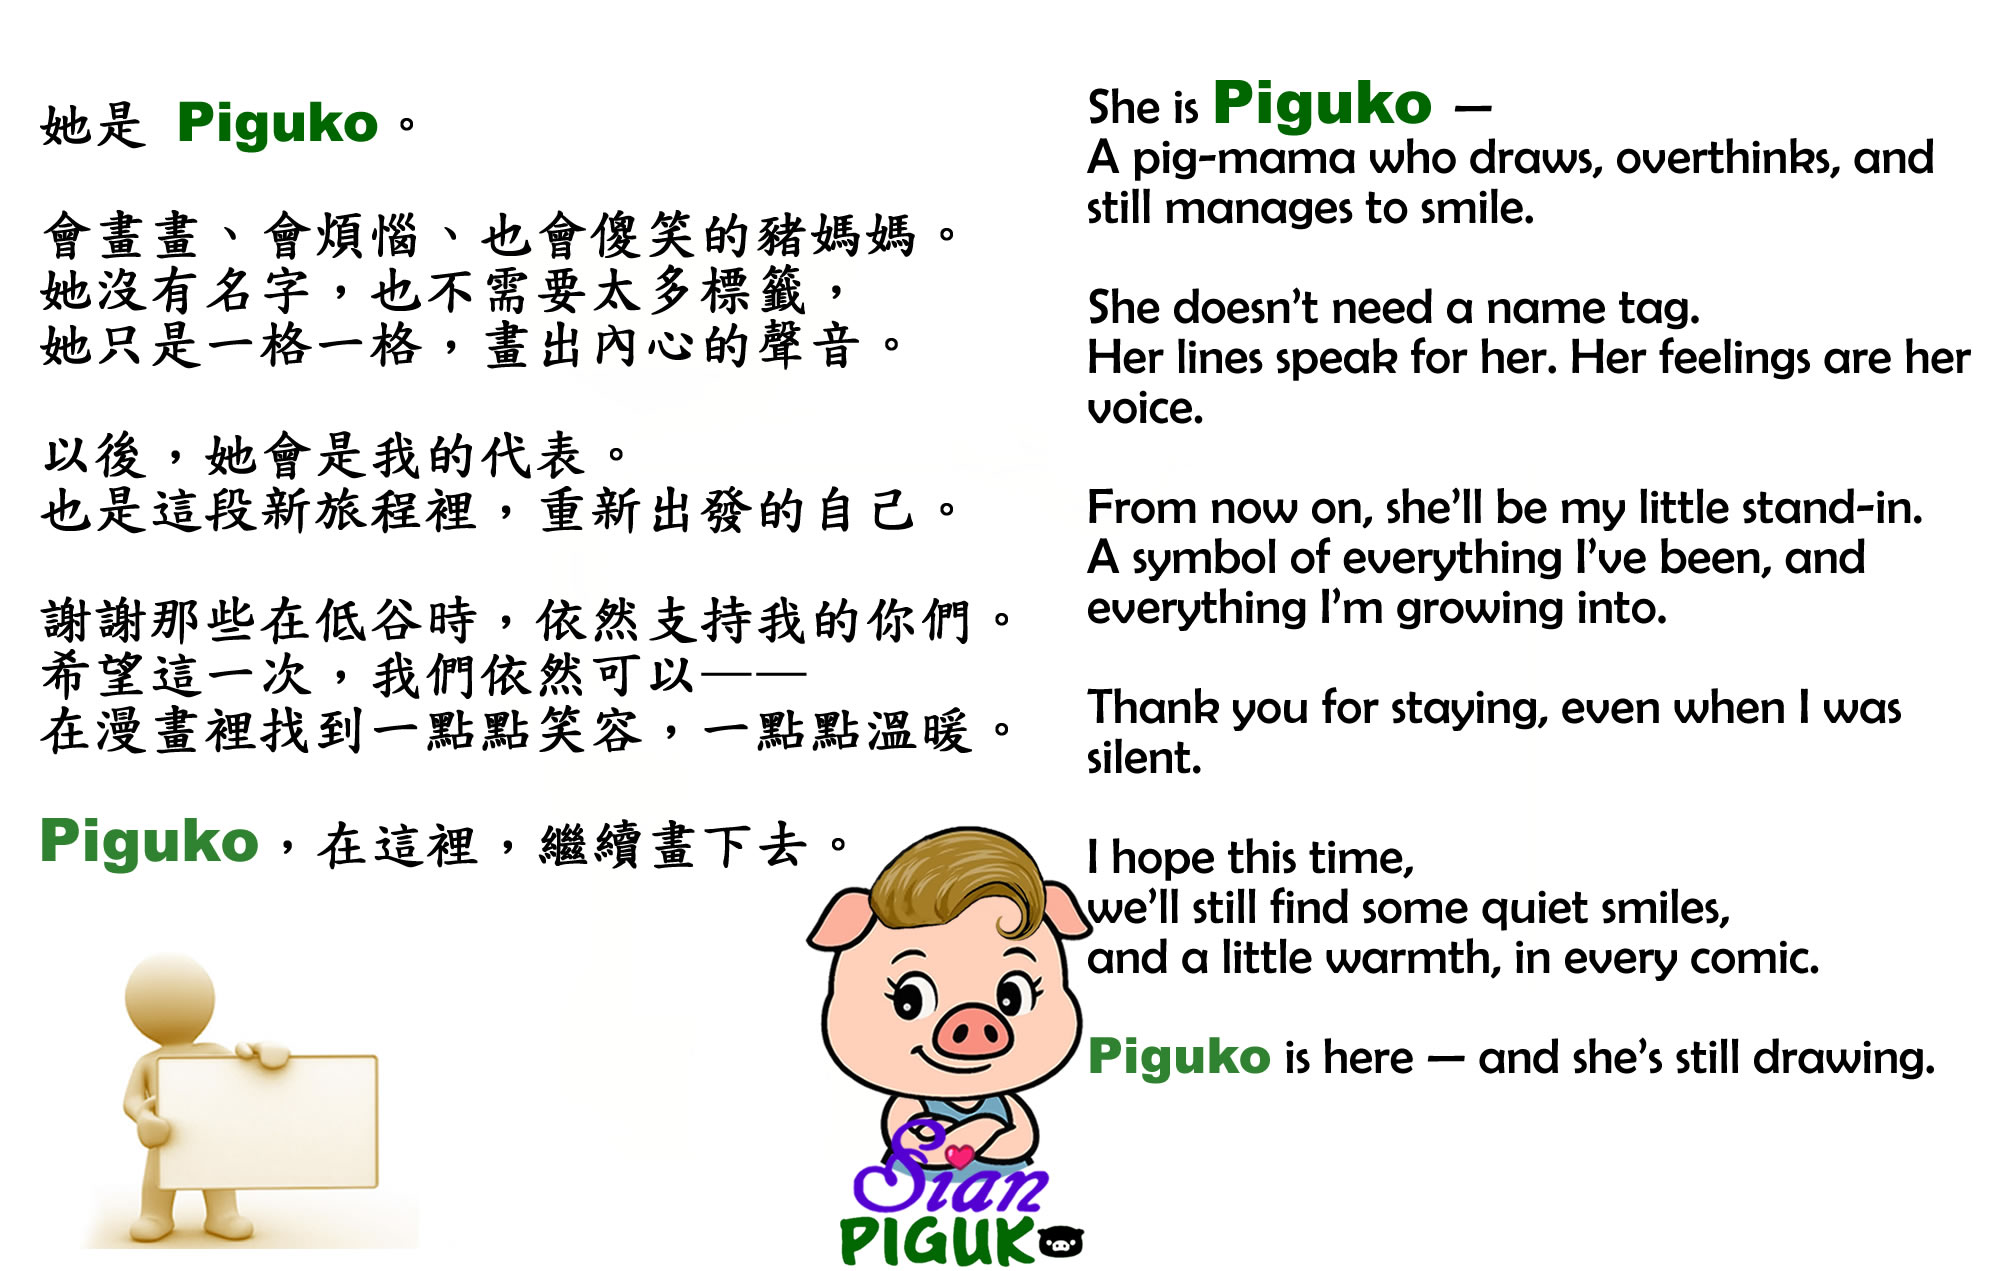 她是 Piguko。
會畫畫、會煩惱、也會傻笑的豬媽媽。
她沒有名字，也不需要太多標籤，
她只是一格一格，畫出內心的聲音。
以後，她會是我的代表。
也是這段新旅程裡，重新出發的自己。
謝謝那些在低谷時，依然支持我的你們。
希望這一次，我們依然可以——
在漫畫裡找到一點點笑容，一點點溫暖。
Piguko，在這裡，繼續畫下去。
She is Piguko —
A pig-mama who draws, overthinks, and
still manages to smile.
She doesn’t need a name tag.
Her lines speak for her. Her feelings are her
voice.
From now on, she’ll be my little stand-in.
A symbol of everything I’ve been, and
everything I’m growing into.
Thank you for staying, even when I was
silent.
I hope this time,
we’ll still find some quiet smiles,
and a little warmth, in every comic.
Piguko is here — and she’s still drawing.
Sian
PIGUK